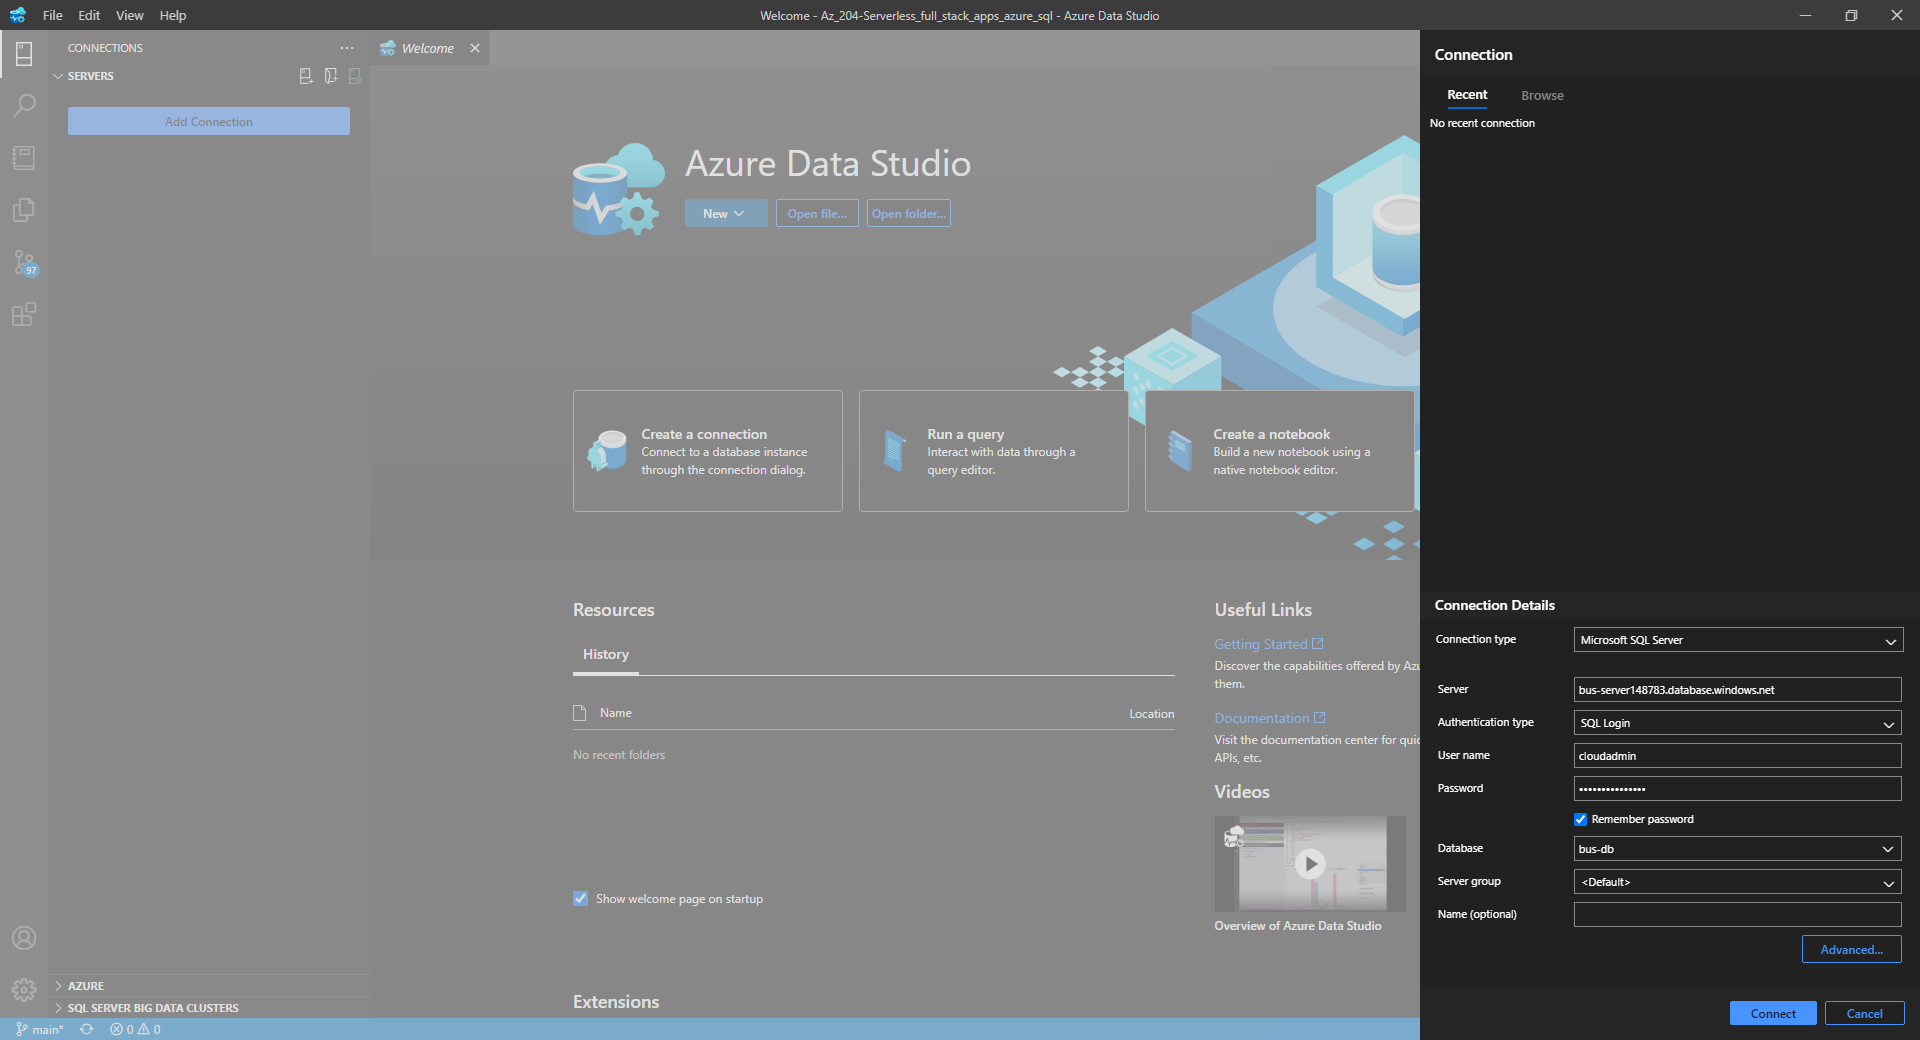 File Edit View Help
Welcome - Az_204-Serverless_full_stack_apps_azure_sql - Azure Data Studio
CONNECTIONS
SERVERS
Add Connection
97
AZURE
SQL SERVER BIG DATA CLUSTERS
main* 0 0
Welcome
Azure Data Studio
New Open file... Open folder...
Create a connection
Connect to a database instance
through the connection dialog.
Run a query
Interact with data through a
query editor.
Create a notebook
Build a new notebook using a
native notebook editor.
Resources
History
Name Location
No recent folders
Show welcome page on startup
Useful Links
Getting Started
Discover the capabilities offered by
them.
Documentation
Visit the documentation center for
APIs, etc.
Videos
Overview of Azure Data Studio
Extensions
Connection
Recent Browse
No recent connection
Connection Details
Connection type Microsoft SQL Server
Server bus-server148783.database.windows.net
Authentication type SQL Login
User name cloudadmin
Password •••••••••••••••
Remember password
Database bus-db
Server group <Default>
Name (optional)
Advanced...
Connect Cancel